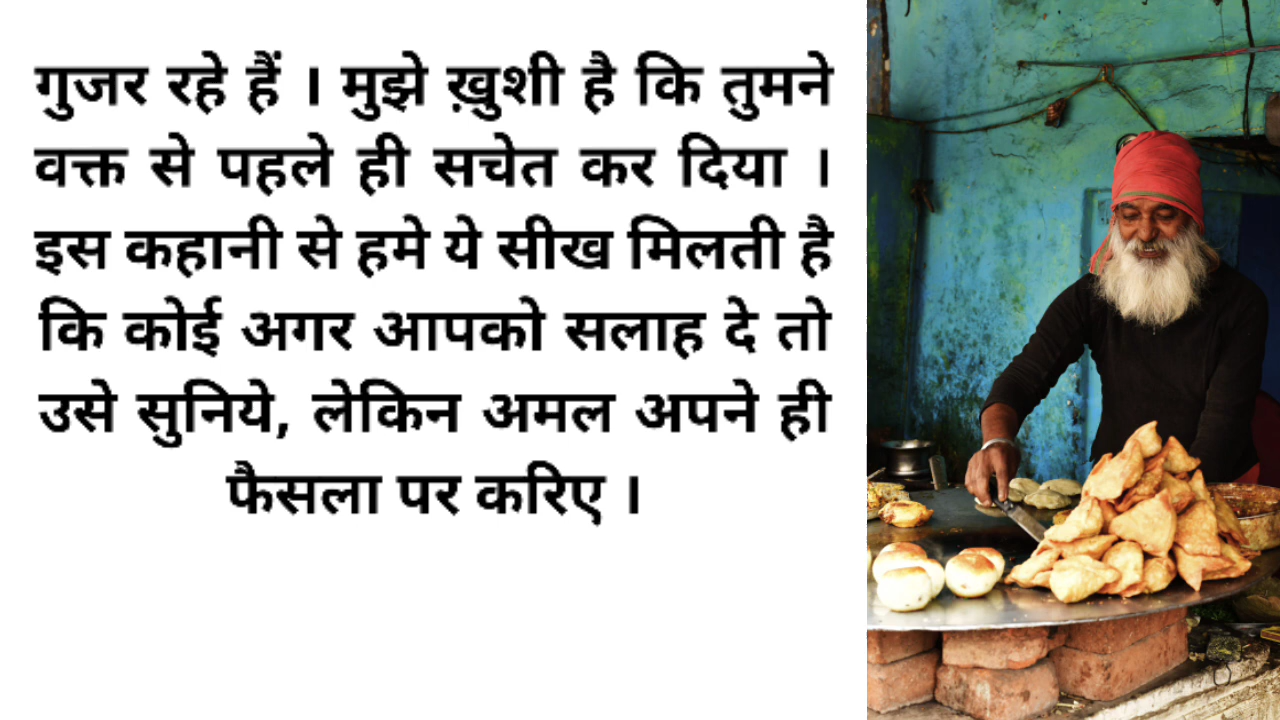 गुजर रहे हैं । मुझे ख़ुशी है कि तुमने
वक्त से पहले ही सचेत कर दिया ।
इस कहानी से हमे ये सीख मिलती है
कि कोई अगर आपको सलाह दे तो
उसे सुनिये, लेकिन अमल अपने ही
फैसला पर करिए ।